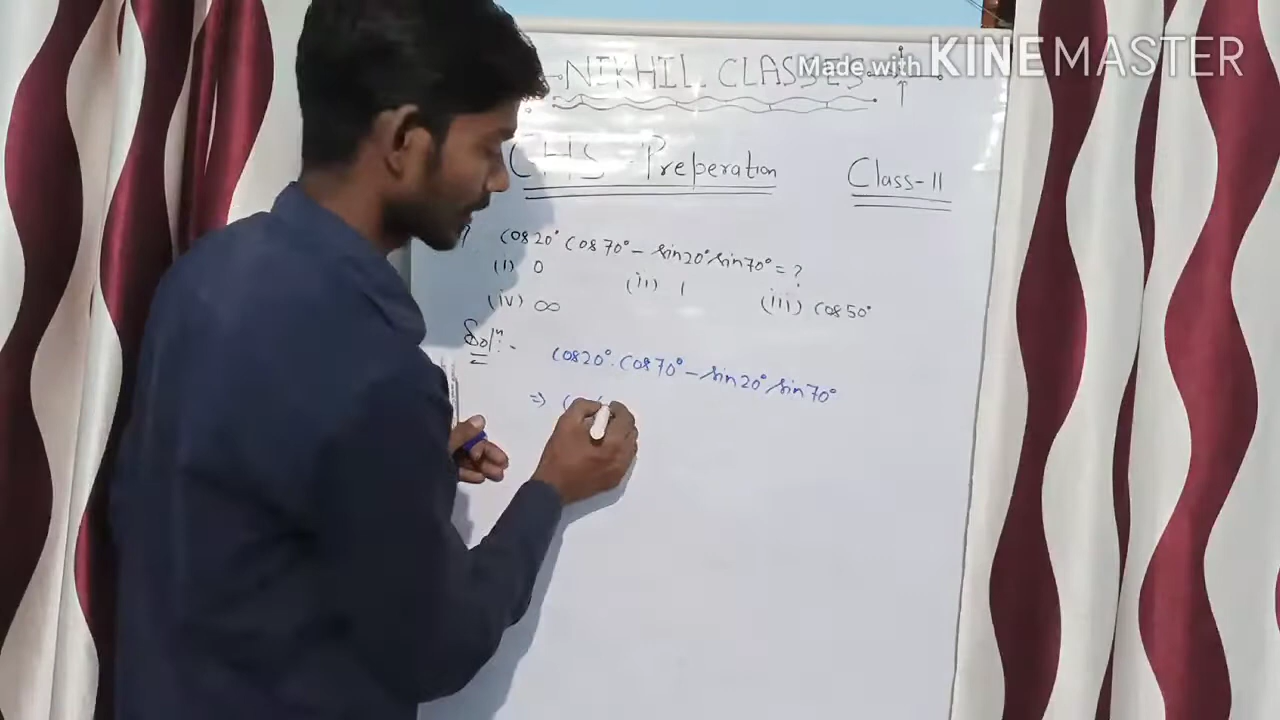 NIKHIL CLASSES
Made with KINEMASTER
CHS - Preperation Class-11
? cos20° cos70° - sin20° sin70° = ?
(i) 0 (ii) 1 (iii) cos50°
(iv) ∞
Solⁿ:- cos20°. cos70° - sin20° sin70°
⇒